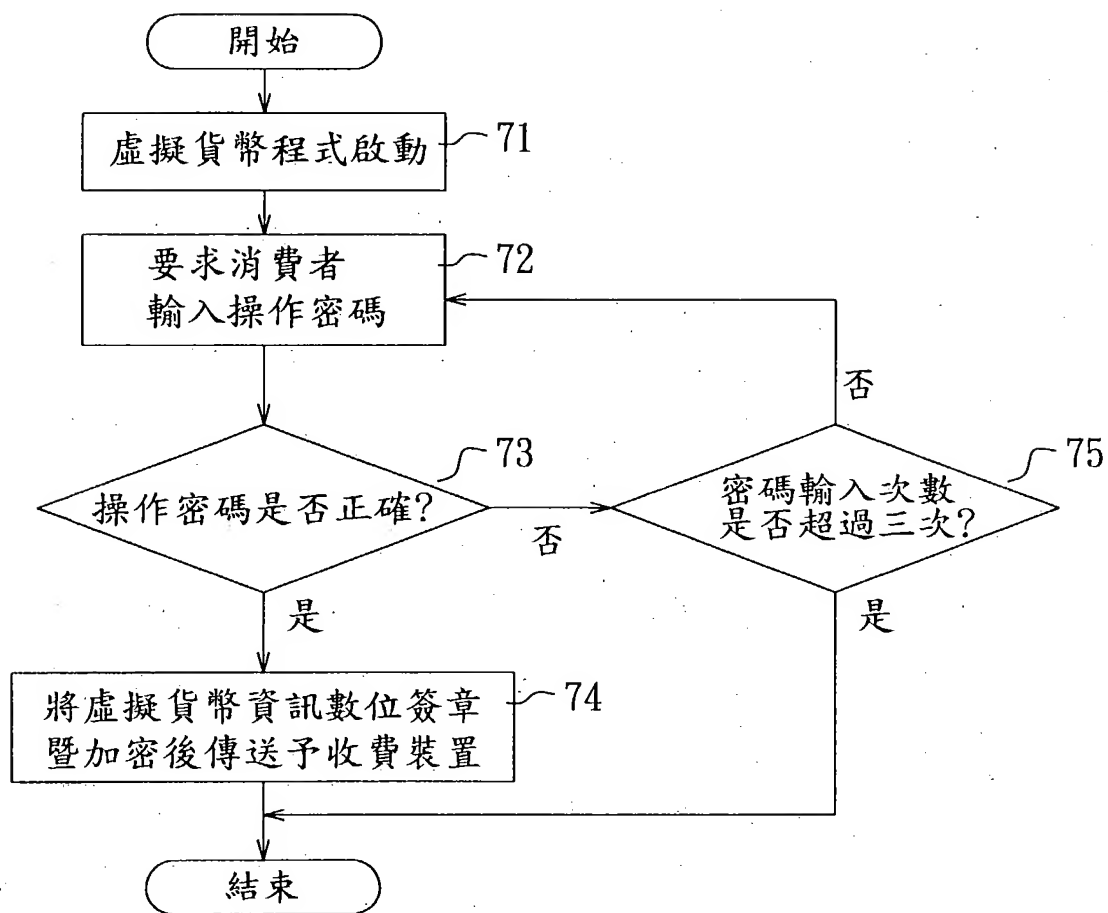 開始
虛擬貨幣程式啟動
71
要求消費者
輸入操作密碼
72
否
操作密碼是否正確?
73
否
密碼輸入次數
是否超過三次?
75
是
是
將虛擬貨幣資訊數位簽章
暨加密後傳送予收費裝置
74
結束